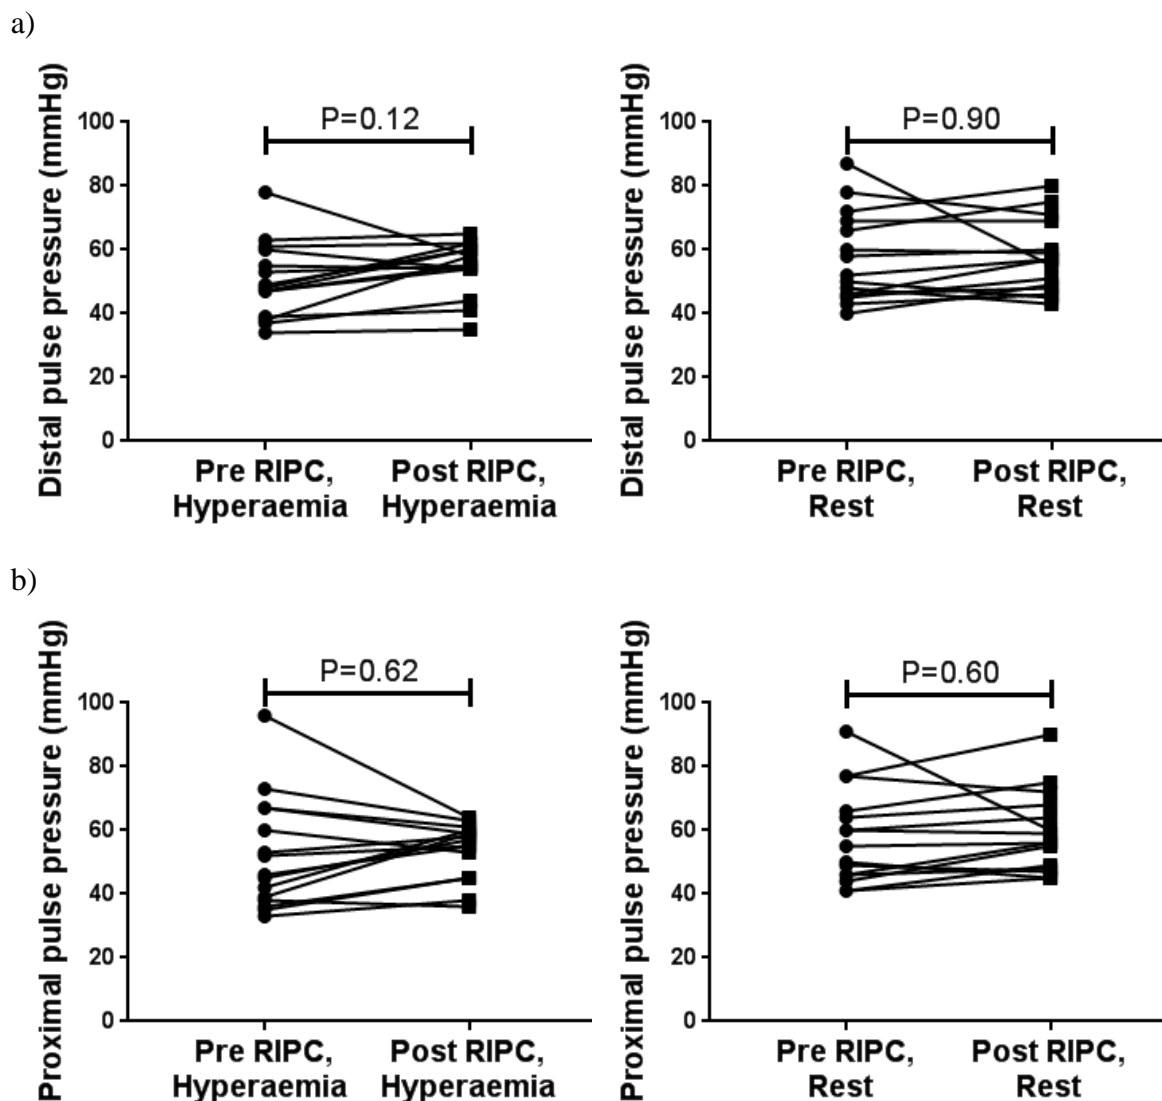 a)
Distal pulse pressure (mmHg)
100
80
60
40
20
0
P=0.12
Pre RIPC,
Hyperaemia
Post RIPC,
Hyperaemia
Distal pulse pressure (mmHg)
100
80
60
40
20
0
P=0.90
Pre RIPC,
Rest
Post RIPC,
Rest
b)
Proximal pulse pressure (mmHg)
100
80
60
40
20
0
P=0.62
Pre RIPC,
Hyperaemia
Post RIPC,
Hyperaemia
Proximal pulse pressure (mmHg)
100
80
60
40
20
0
P=0.60
Pre RIPC,
Rest
Post RIPC,
Rest